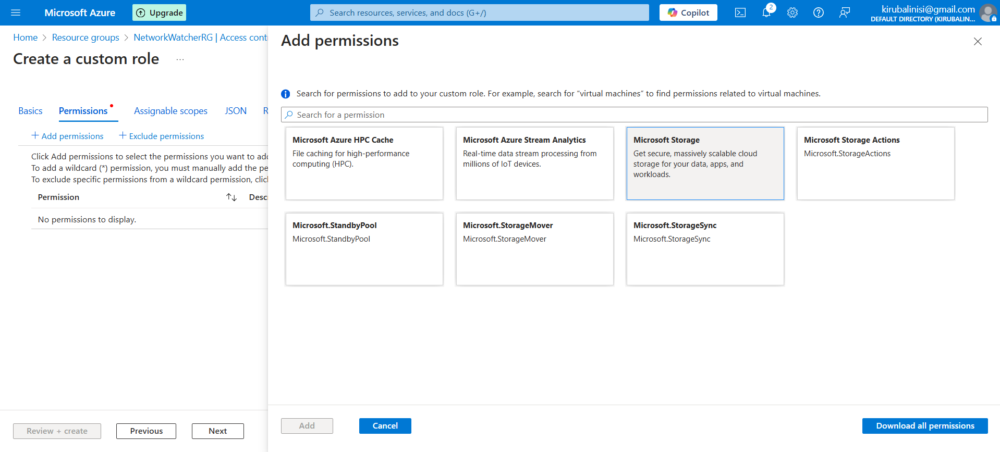 Microsoft Azure
Upgrade
Search resources, services, and docs (G+/)
Copilot
2
kirubalinisi@gmail.com
DEFAULT DIRECTORY (KIRUBALIN...
Home > Resource groups > NetworkWatcherRG | Access contr
Create a custom role
...
Basics
Permissions
Assignable scopes
JSON
R
+ Add permissions
+ Exclude permissions
Click Add permissions to select the permissions you want to add
To add a wildcard (*) permission, you must manually add the pe
To exclude specific permissions from a wildcard permission, click
Permission
Desc
No permissions to display.
Review + create
Previous
Next
Add permissions
Search for permissions to add to your custom role. For example, search for “virtual machines” to find permissions related to virtual machines.
Search for a permission
Microsoft Azure HPC Cache
File caching for high-performance
computing (HPC).
Microsoft Azure Stream Analytics
Real-time data stream processing from
millions of IoT devices.
Microsoft Storage
Get secure, massively scalable cloud
storage for your data, apps, and
workloads.
Microsoft Storage Actions
Microsoft.StorageActions
Microsoft.StandbyPool
Microsoft.StandbyPool
Microsoft.StorageMover
Microsoft.StorageMover
Microsoft.StorageSync
Microsoft.StorageSync
Add
Cancel
Download all permissions